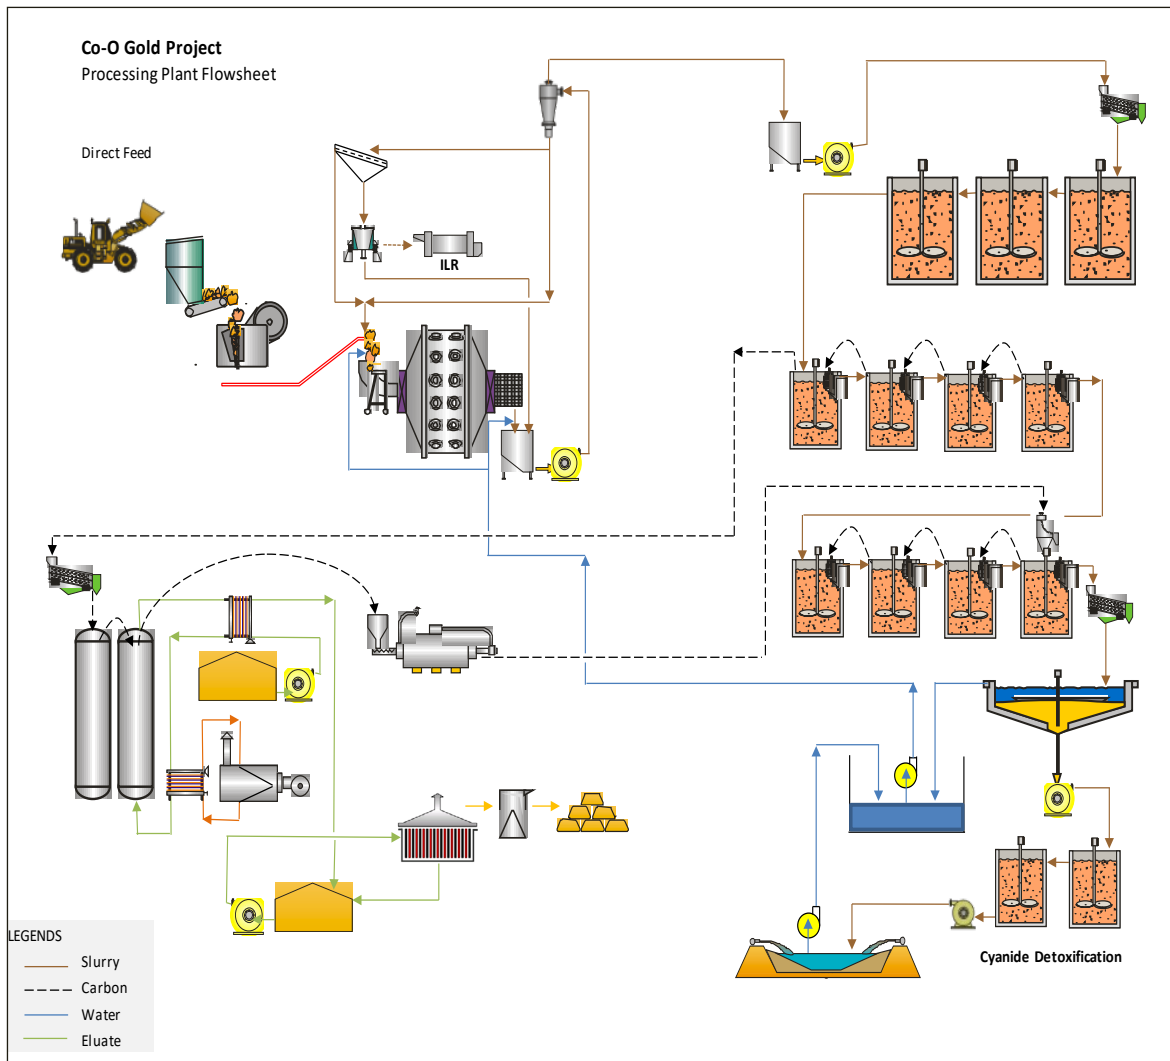 Co-O Gold Project
Processing Plant Flowsheet
Direct Feed
ILR
Cyanide Detoxification
LEGENDS
Slurry
Carbon
Water
Eluate